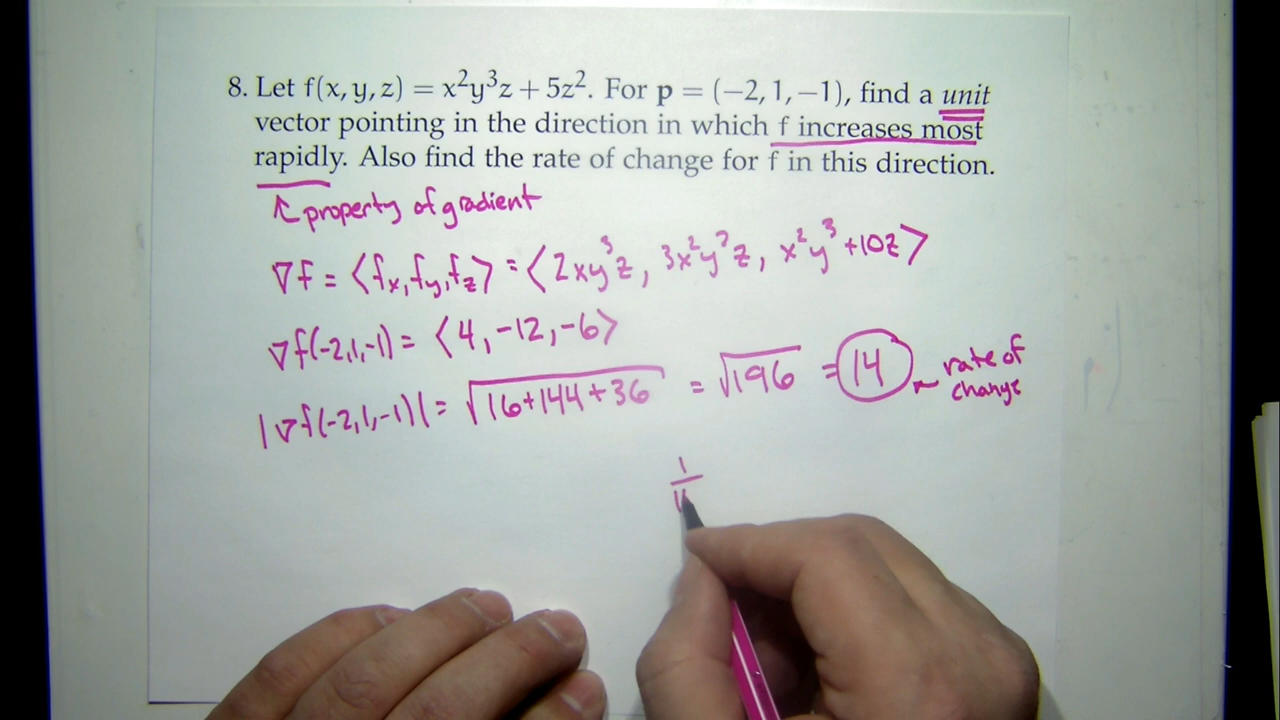 8. Let f(x, y, z) = x²y³z + 5z². For p = (−2, 1, −1), find a unit
vector pointing in the direction in which f increases most
rapidly. Also find the rate of change for f in this direction.
↑ property of gradient
∇f = ⟨fx, fy, fz⟩ = ⟨2xy³z, 3x²y²z, x²y³+10z⟩
∇f(-2,1,-1) = ⟨4, -12, -6⟩
|∇f(-2,1,-1)| = √16+144+36 = √196 = 14 ← rate of
change
1